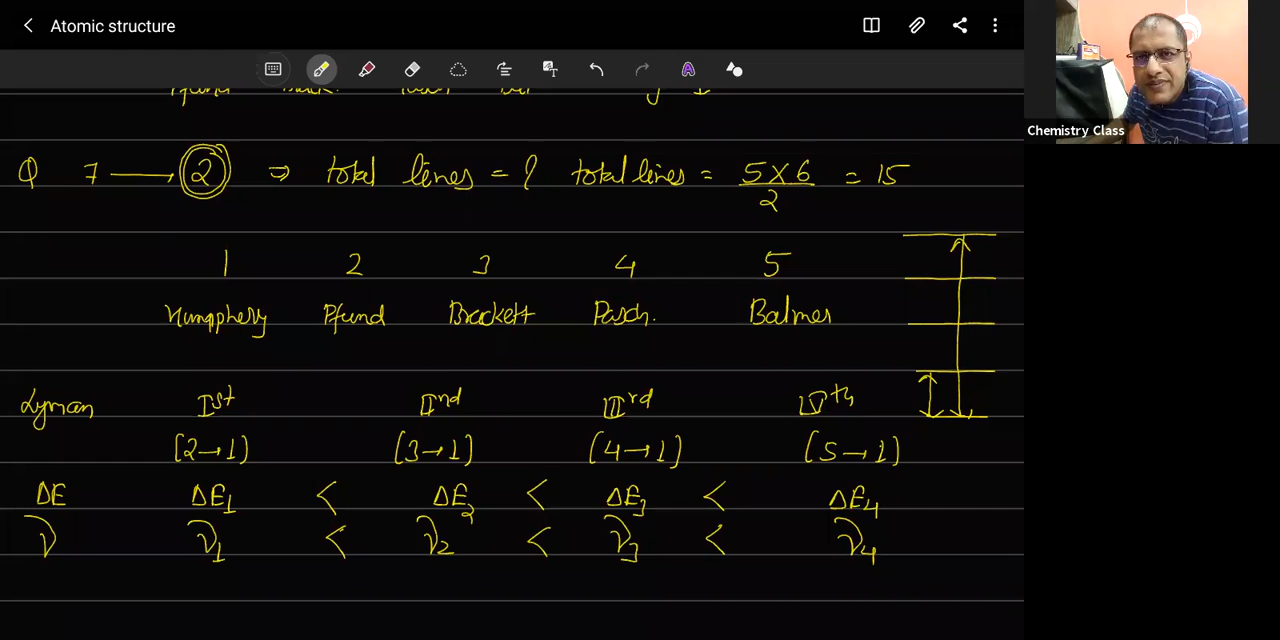 Atomic structure
Chemistry Class
Q 7 → 2 ⇒ total lines = ? total lines = 5 X 6 / 2 = 15
1 2 3 4 5
Humpphery Pfund Brackett Pasch. Balmer
Lyman Ist IInd IIIrd IVth
(2→1) (3→1) (4→1) (5→1)
ΔE ΔE1 < ΔE2 < ΔE3 < ΔE4
ν ν1 < ν2 < ν3 < ν4